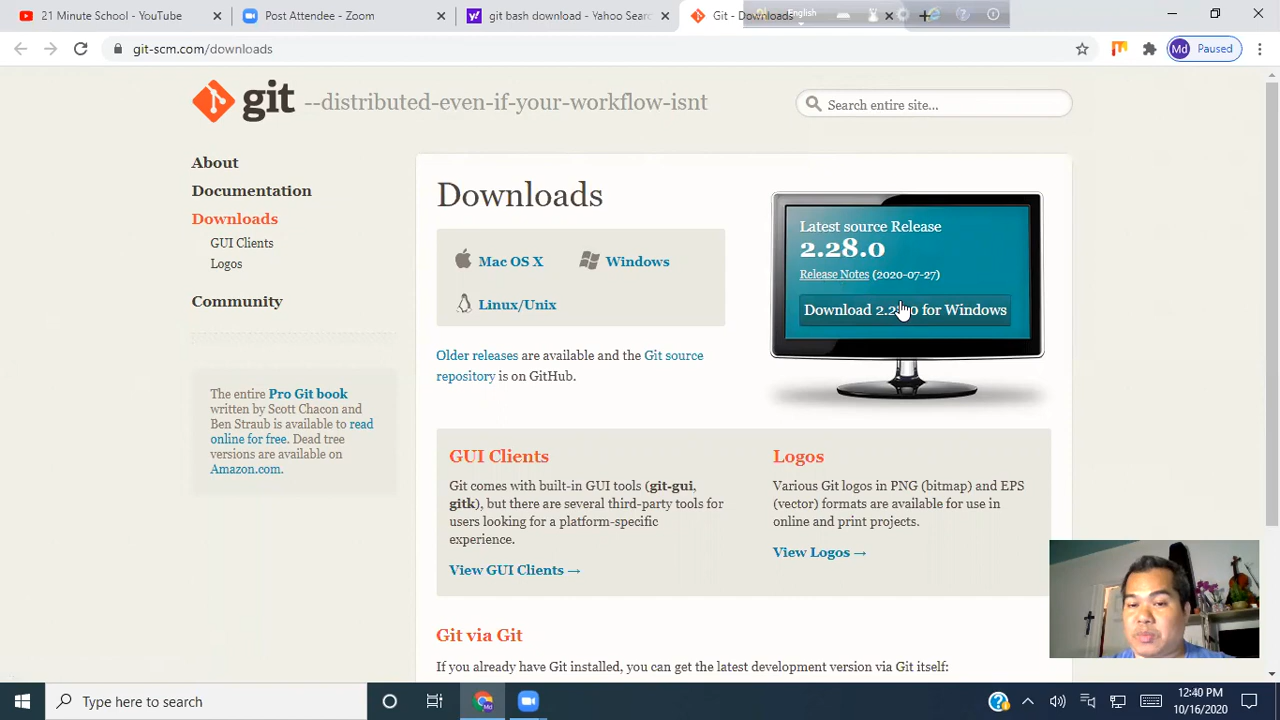 21 Minute School - YouTube
Post Attendee - Zoom
git bash download - Yahoo Sear
Git - Downloads
English
git-scm.com/downloads
Md Paused
git --distributed-even-if-your-workflow-isnt
Search entire site...
About
Documentation
Downloads
GUI Clients
Logos
Community
The entire Pro Git book
written by Scott Chacon and
Ben Straub is available to read
online for free. Dead tree
versions are available on
Amazon.com.
Downloads
Mac OS X
Windows
Linux/Unix
Older releases are available and the Git source
repository is on GitHub.
Latest source Release
2.28.0
Release Notes (2020-07-27)
Download 2.28.0 for Windows
GUI Clients
Git comes with built-in GUI tools (git-gui,
gitk), but there are several third-party tools for
users looking for a platform-specific
experience.
View GUI Clients →
Logos
Various Git logos in PNG (bitmap) and EPS
(vector) formats are available for use in
online and print projects.
View Logos →
Git via Git
If you already have Git installed, you can get the latest development version via Git itself:
Type here to search
12:40 PM
10/16/2020